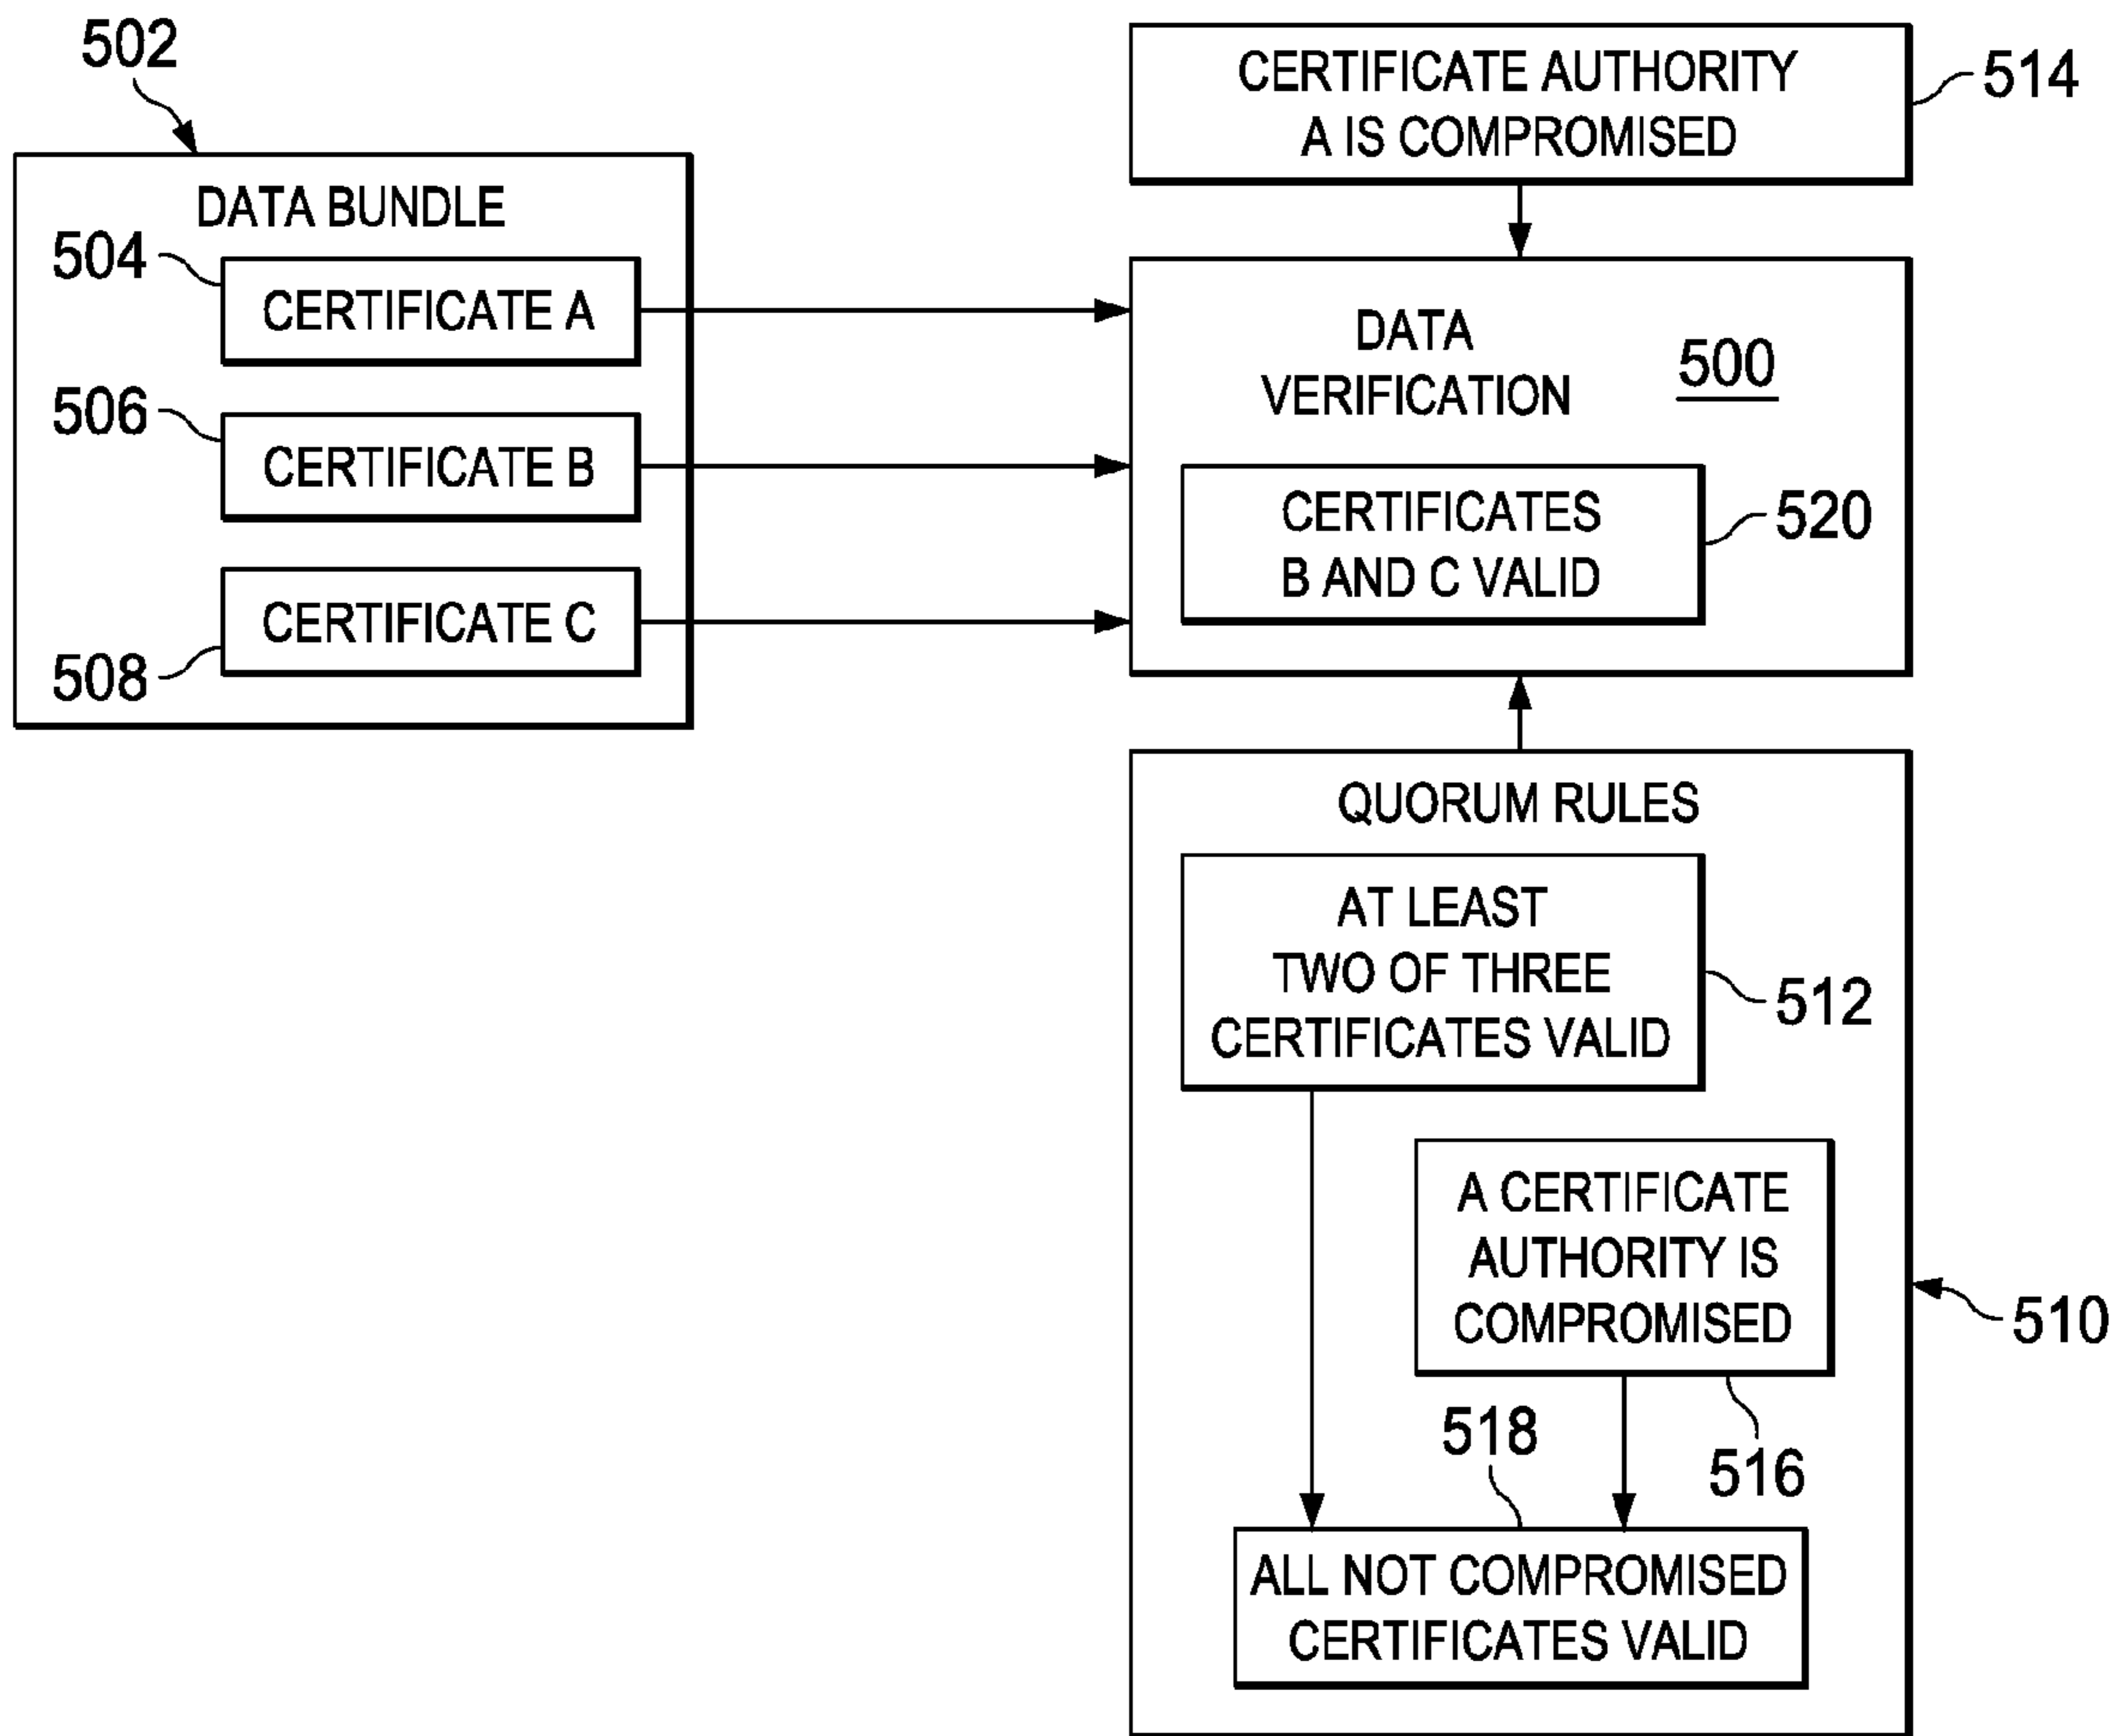 502
DATA BUNDLE
504
CERTIFICATE A
506
CERTIFICATE B
508
CERTIFICATE C
CERTIFICATE AUTHORITY
A IS COMPROMISED
514
DATA
VERIFICATION
500
CERTIFICATES
B AND C VALID
520
QUORUM RULES
AT LEAST
TWO OF THREE
CERTIFICATES VALID
512
A CERTIFICATE
AUTHORITY IS
COMPROMISED
510
516
518
ALL NOT COMPROMISED
CERTIFICATES VALID